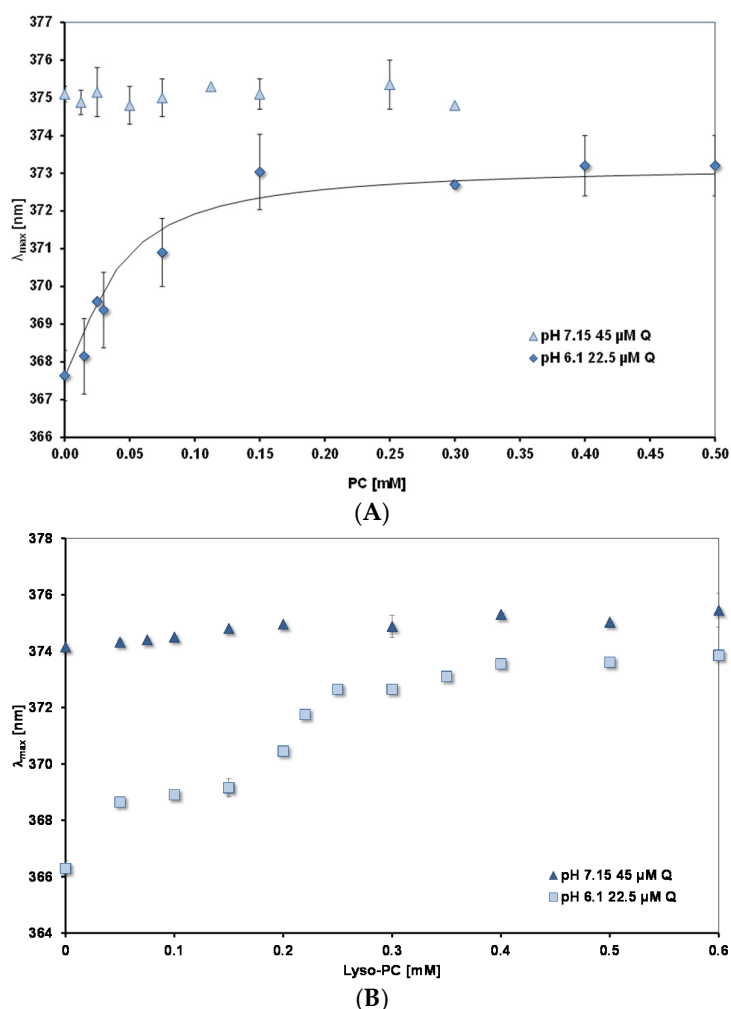 377
376
375
374
373
372
371
370
369
368
367
366
λmax [nm]
pH 7.15 45 µM Q
pH 6.1 22.5 µM Q
0.00 0.05 0.10 0.15 0.20 0.25 0.30 0.35 0.40 0.45 0.50
PC [mM]
(A)
378
376
374
372
370
368
366
364
λmax [nm]
pH 7.15 45 µM Q
pH 6.1 22.5 µM Q
0 0.1 0.2 0.3 0.4 0.5 0.6
Lyso-PC [mM]
(B)